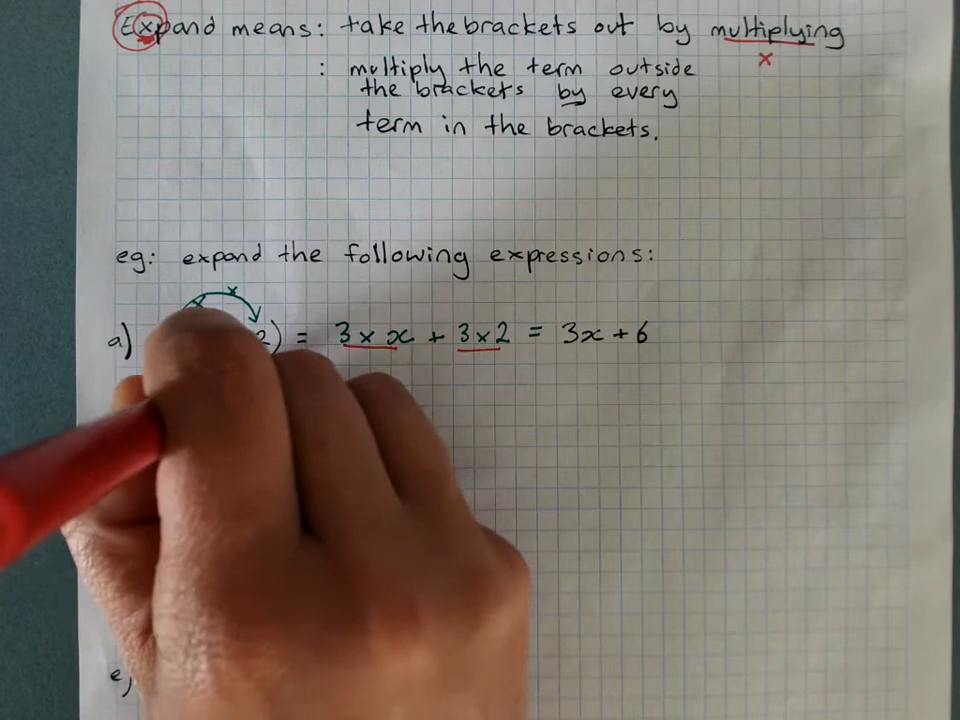 Expand means: take the brackets out by multiplying
x
: multiply the term outside
the brackets by every
term in the brackets.
eg: expand the following expressions:
x x
a) 2) = 3 x x + 3 x 2 = 3x + 6
e)